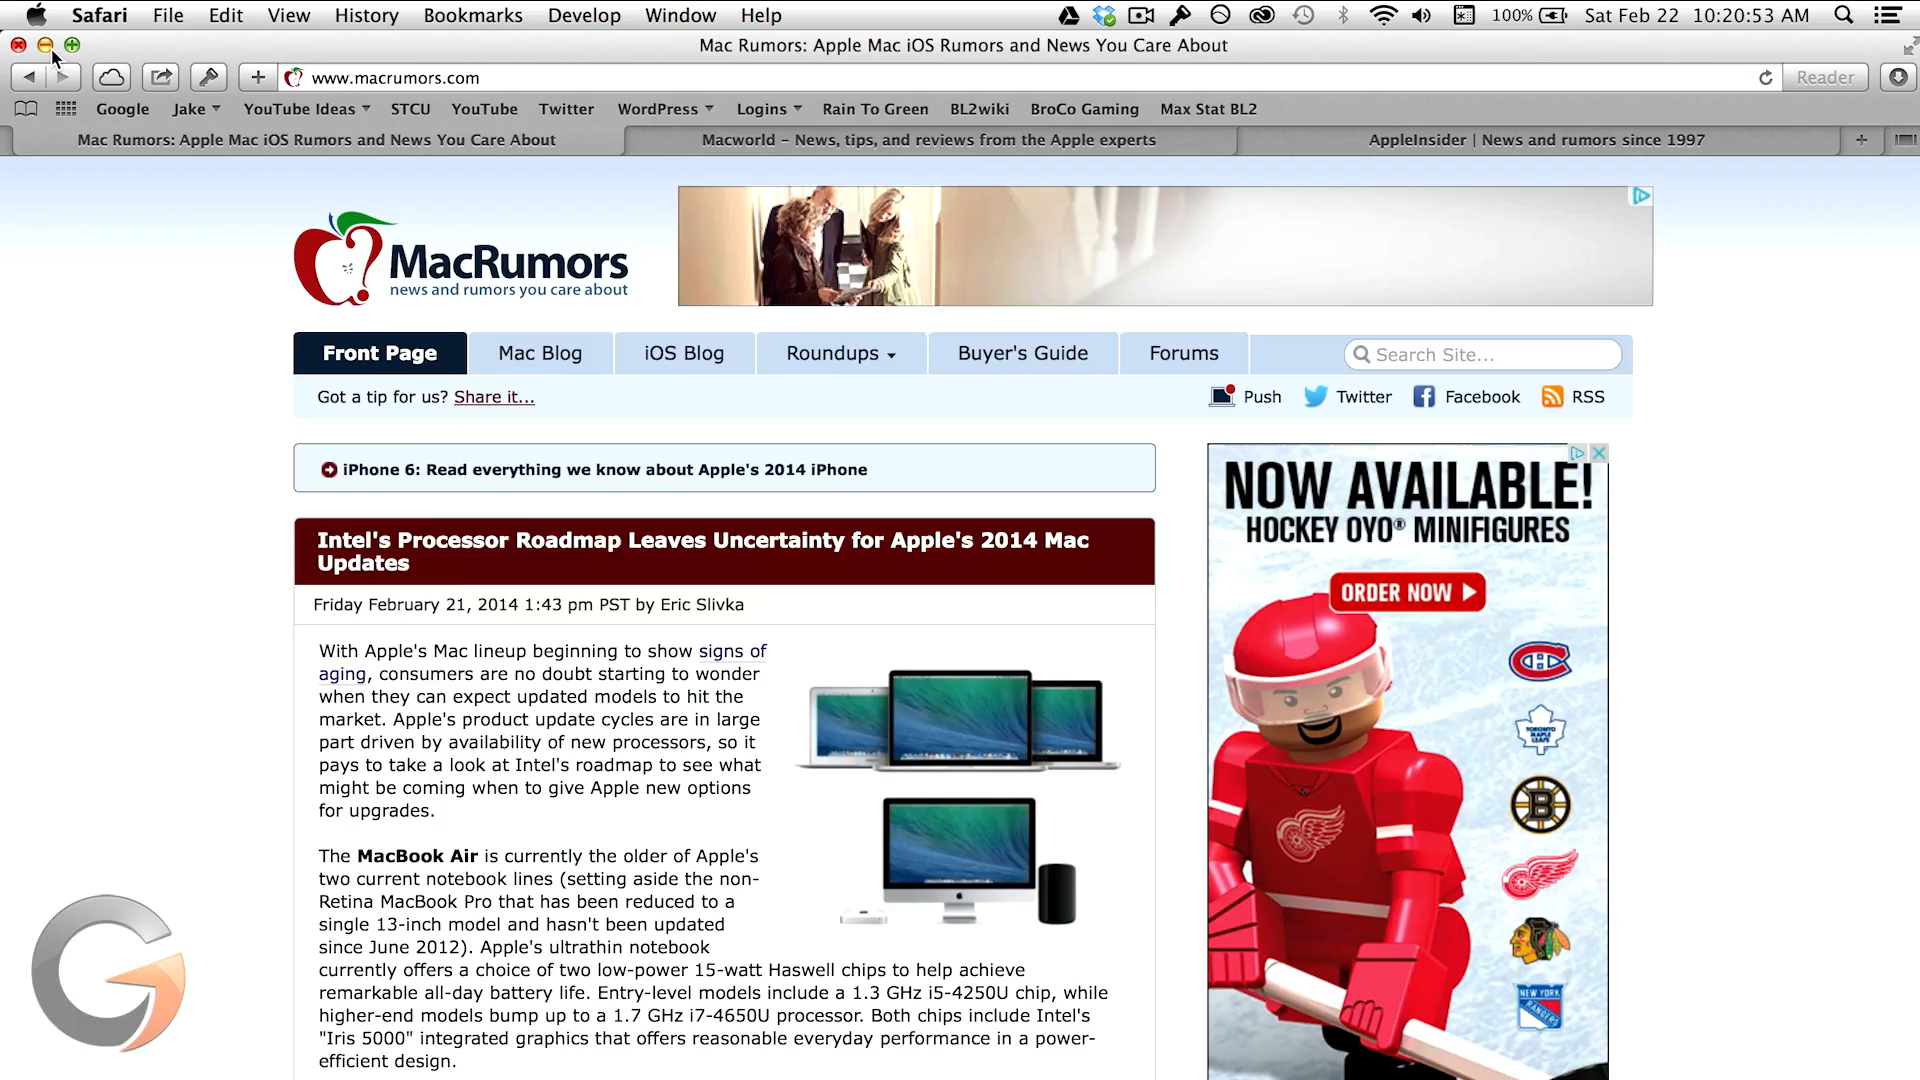 Safari File Edit View History Bookmarks Develop Window Help 100% Sat Feb 22 10:20:53 AM
Mac Rumors: Apple Mac iOS Rumors and News You Care About
www.macrumors.com Reader
Google Jake YouTube Ideas STCU YouTube Twitter WordPress Logins Rain To Green BL2wiki BroCo Gaming Max Stat BL2
Mac Rumors: Apple Mac iOS Rumors and News You Care About
Macworld – News, tips, and reviews from the Apple experts
AppleInsider | News and rumors since 1997
MacRumors
news and rumors you care about
Front Page Mac Blog iOS Blog Roundups Buyer's Guide Forums Search Site...
Got a tip for us? Share it... Push Twitter Facebook RSS
iPhone 6: Read everything we know about Apple's 2014 iPhone
Intel's Processor Roadmap Leaves Uncertainty for Apple's 2014 Mac
Updates
Friday February 21, 2014 1:43 pm PST by Eric Slivka
With Apple's Mac lineup beginning to show signs of
aging, consumers are no doubt starting to wonder
when they can expect updated models to hit the
market. Apple's product update cycles are in large
part driven by availability of new processors, so it
pays to take a look at Intel's roadmap to see what
might be coming when to give Apple new options
for upgrades.
The MacBook Air is currently the older of Apple's
two current notebook lines (setting aside the non-
Retina MacBook Pro that has been reduced to a
single 13-inch model and hasn't been updated
since June 2012). Apple's ultrathin notebook
currently offers a choice of two low-power 15-watt Haswell chips to help achieve
remarkable all-day battery life. Entry-level models include a 1.3 GHz i5-4250U chip, while
higher-end models bump up to a 1.7 GHz i7-4650U processor. Both chips include Intel's
"Iris 5000" integrated graphics that offers reasonable everyday performance in a power-
efficient design.
NOW AVAILABLE!
HOCKEY OYO® MINIFIGURES
ORDER NOW
TORONTO
MAPLE
LEAFS
B
NEW YORK
RANGERS